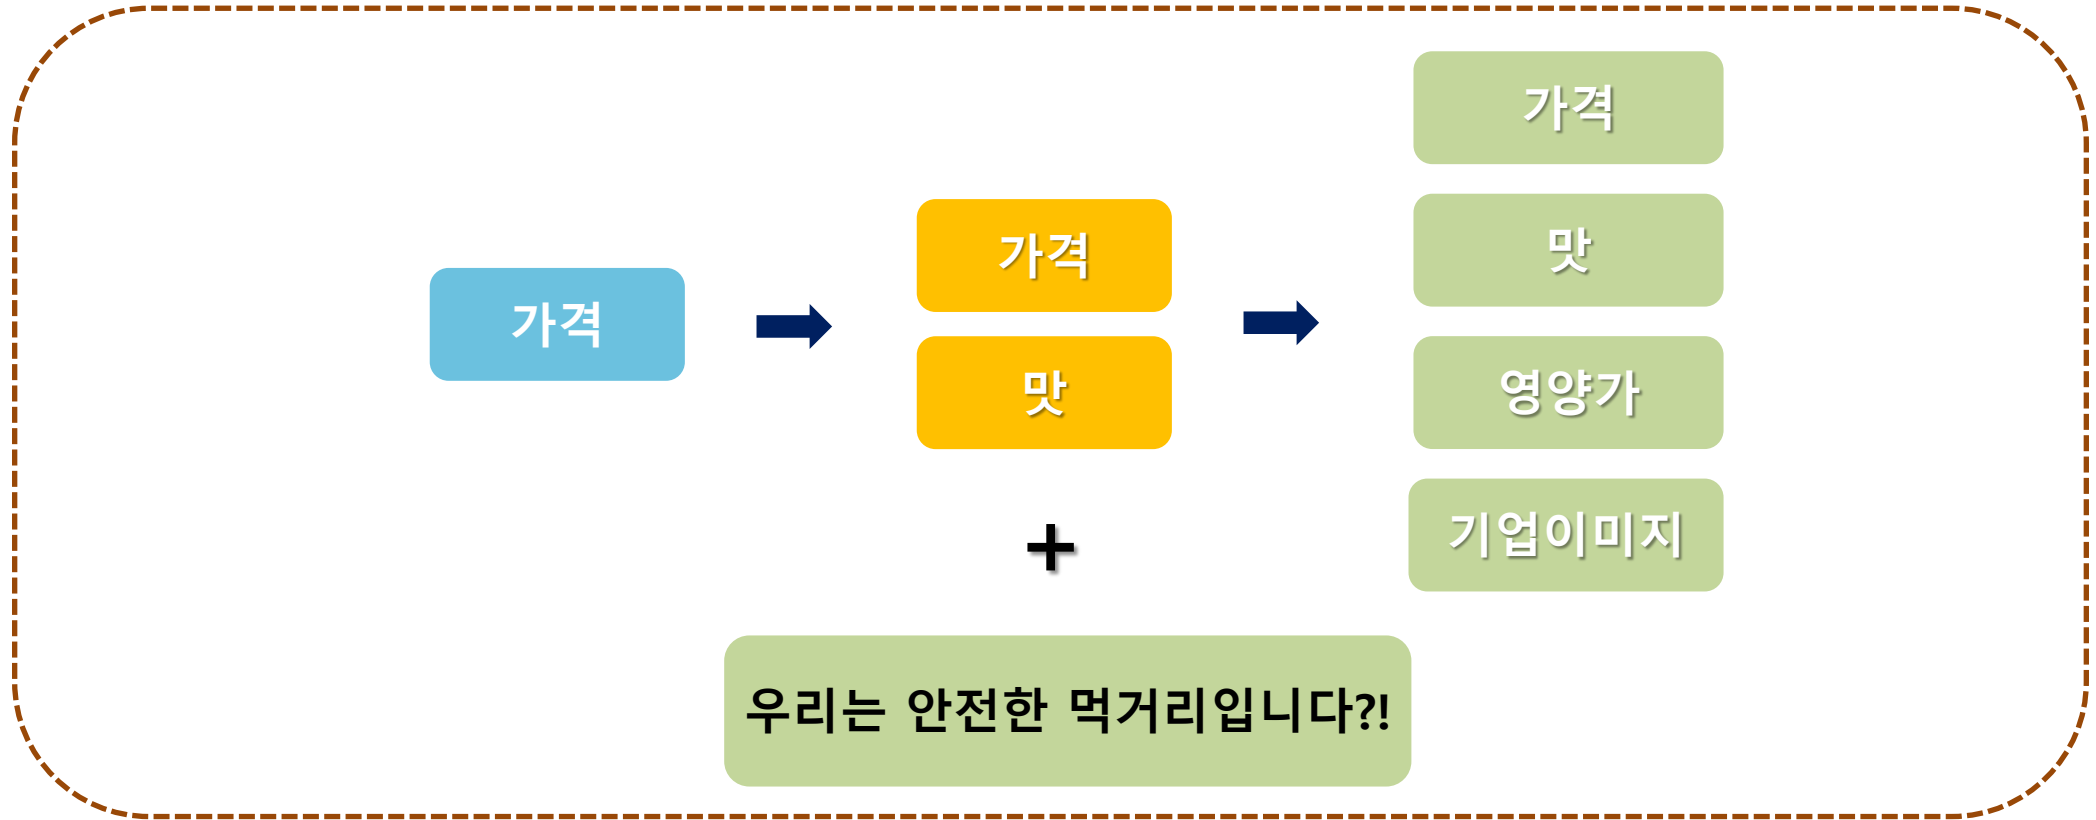 가격
가격
맛
가격
맛
영양가
기업이미지
+
우리는 안전한 먹거리입니다?!